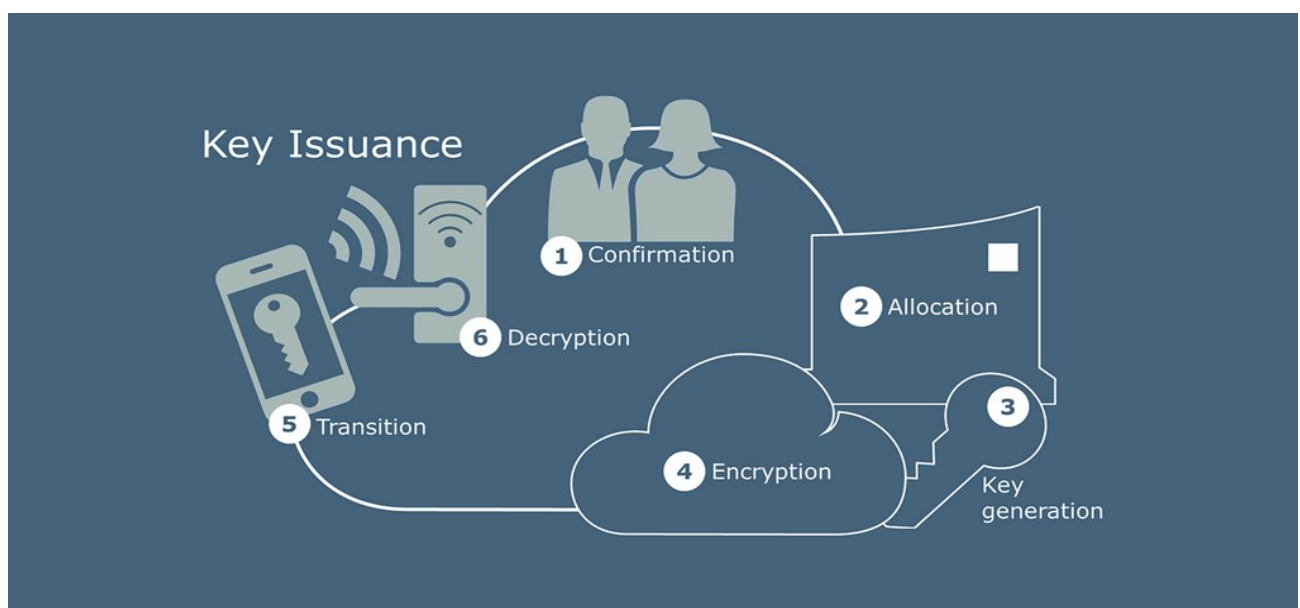 Key Issuance
1 Confirmation
2 Allocation
3
Key
generation
4 Encryption
5 Transition
6 Decryption